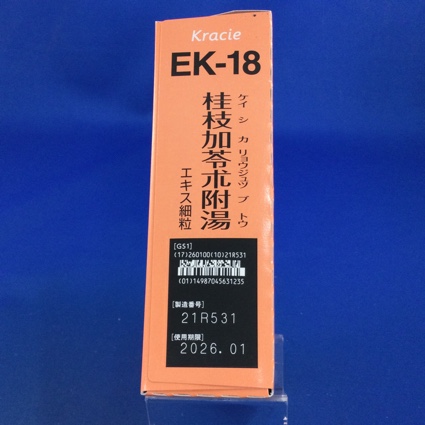 Kracie
EK-18
ケイ シ カ リョウジュツ ブ トウ
桂枝加苓朮附湯
エキス細粒
[GS1]
(17)260100(10)21R531
(01)14987045631235
[製造番号]
21R531
[使用期限]
2026.01